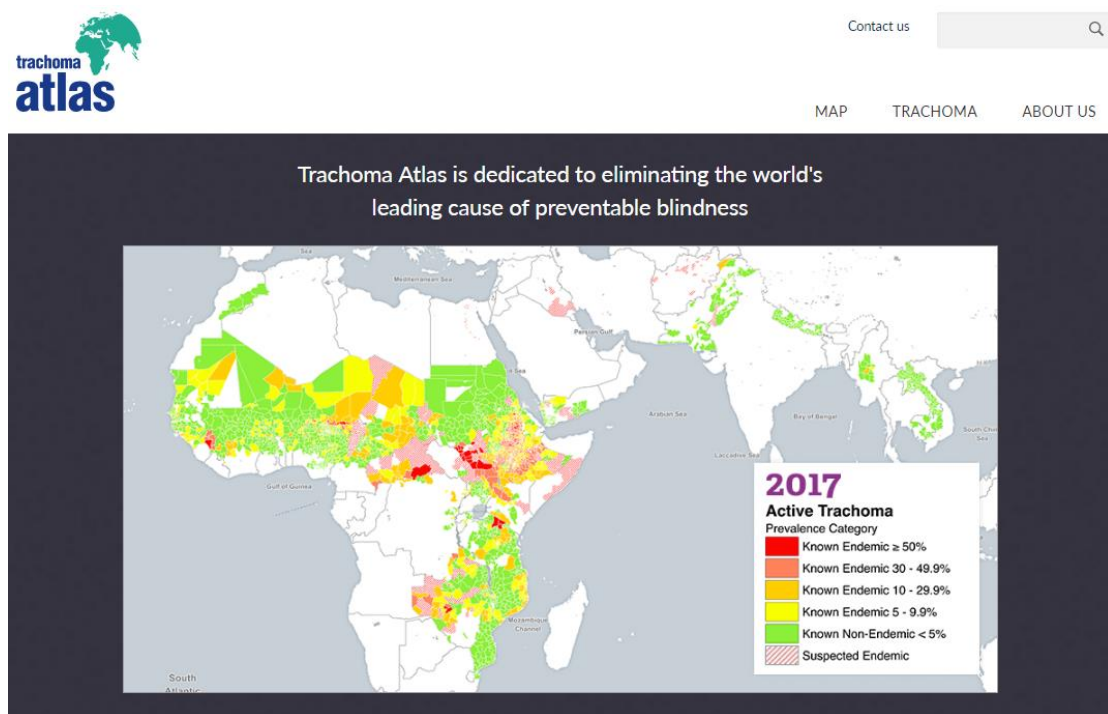 Contact us
trachoma
atlas
MAP TRACHOMA ABOUT US
Trachoma Atlas is dedicated to eliminating the world's
leading cause of preventable blindness
Sea
Mediterranean Sea
Persian Gulf
d Sea
Arabian Sea
Bay of Bengal
South Chi
Sea
Laccadive Sea
Gulf of Guinea
2017
Active Trachoma
Prevalence Category
Known Endemic ≥ 50%
Known Endemic 30 - 49.9%
Known Endemic 10 - 29.9%
Known Endemic 5 - 9.9%
Known Non-Endemic < 5%
Suspected Endemic
Mozambique
Channel
South
Atlantic